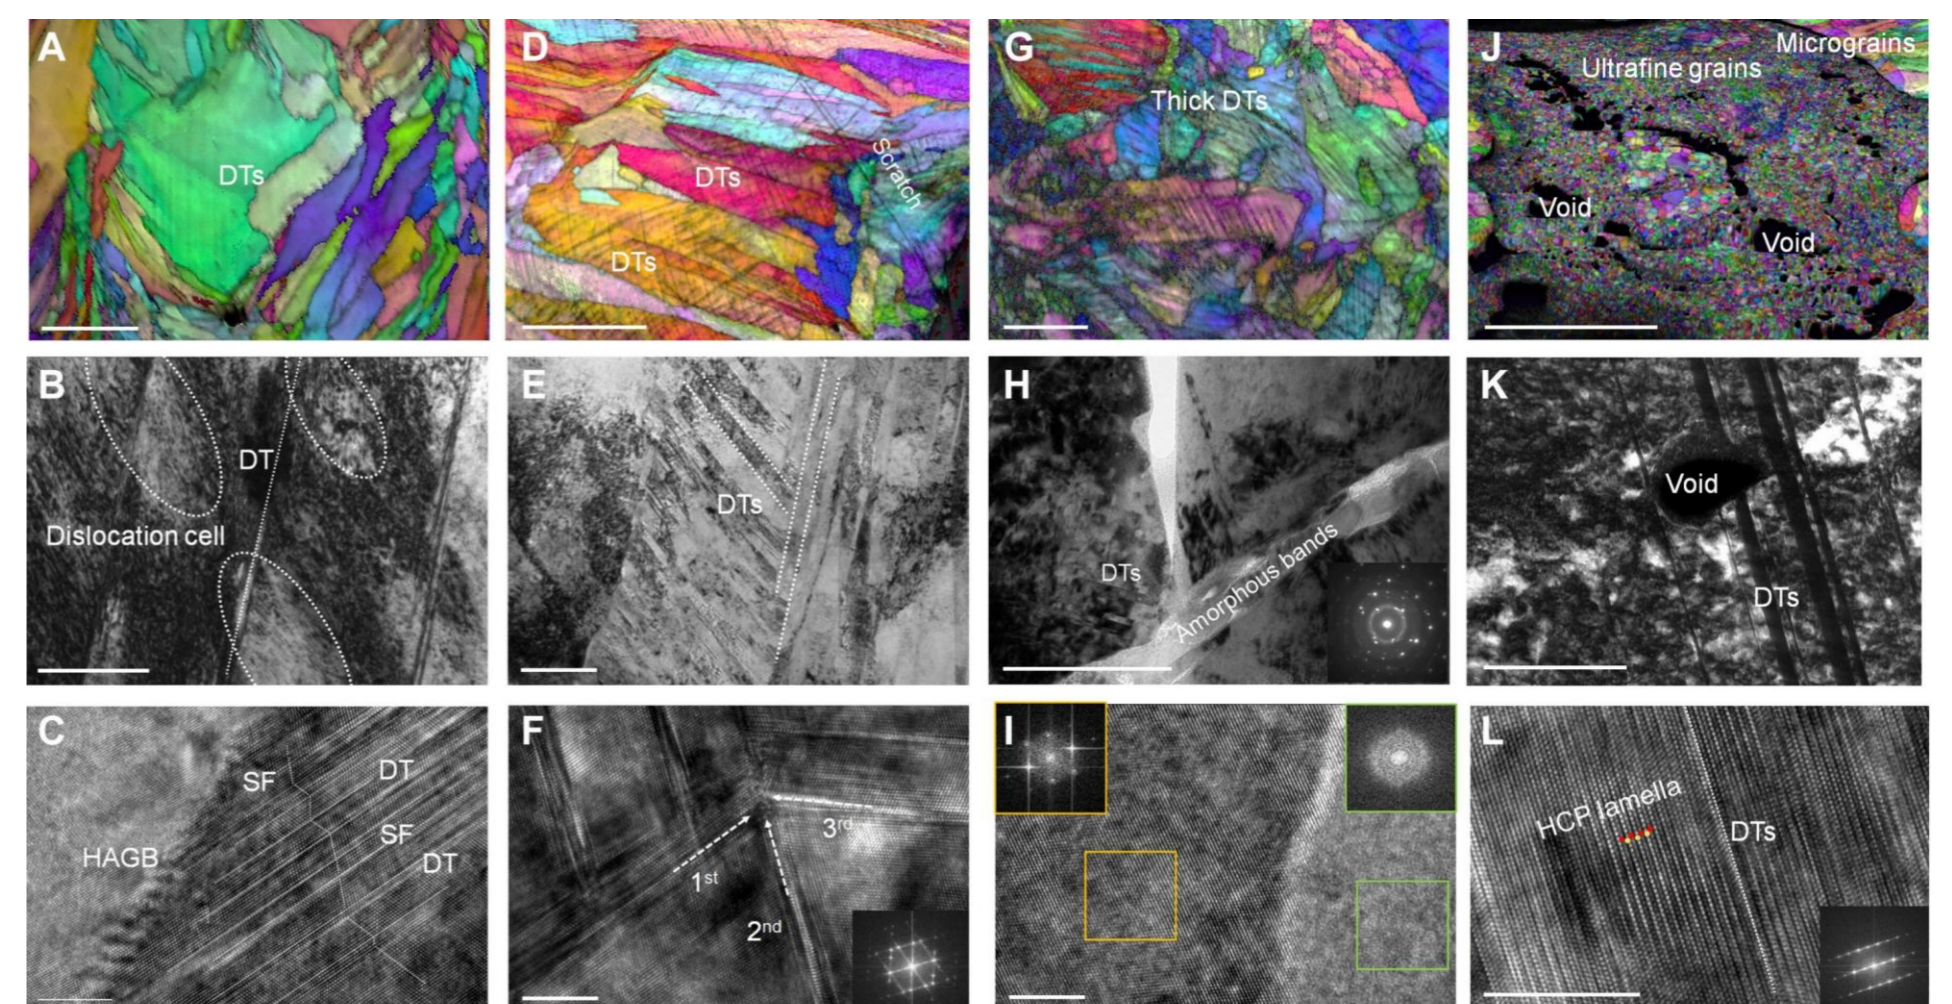 A
DTs
D
DTs
DTs
Scratch
G
Thick DTs
J
Micrograins
Ultrafine grains
Void
Void
B
DT
Dislocation cell
E
DTs
H
DTs
Amorphous bands
K
Void
DTs
C
SF
DT
SF
DT
HAGB
F
1st
2nd
3rd
I
L
HCP lamella
DTs